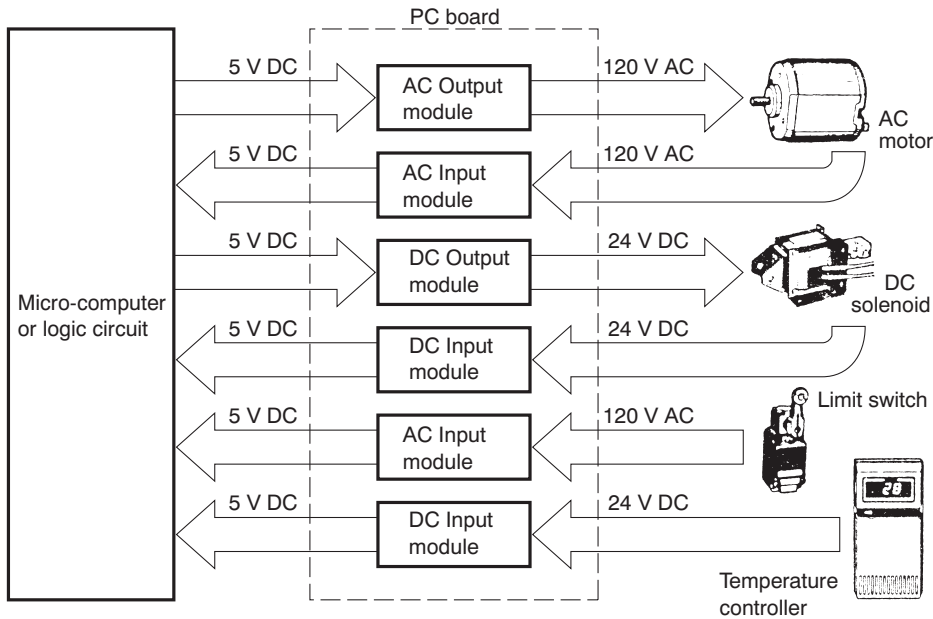 PC board
5 V DC
AC Output
module
120 V AC
AC
motor
5 V DC
AC Input
module
120 V AC
5 V DC
DC Output
module
24 V DC
DC
solenoid
Micro-computer
or logic circuit
5 V DC
DC Input
module
24 V DC
Limit switch
5 V DC
AC Input
module
120 V AC
28
5 V DC
DC Input
module
24 V DC
Temperature
controller